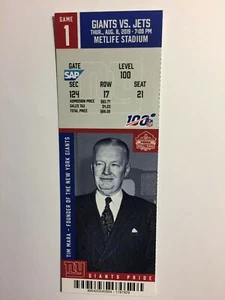 GAME
1
GIANTS VS. JETS
THUR., AUG. 8, 2019 - 7:00 PM
METLIFE STADIUM
GATE
LEVEL
SAP
100
SEC
ROW
SEAT
124
17
21
ADMISSION PRICE
SALES TAX
TOTAL PRICE
100
TIM MARA - FOUNDER OF THE NEW YORK GIANTS
NY
GIANTS PRIDE